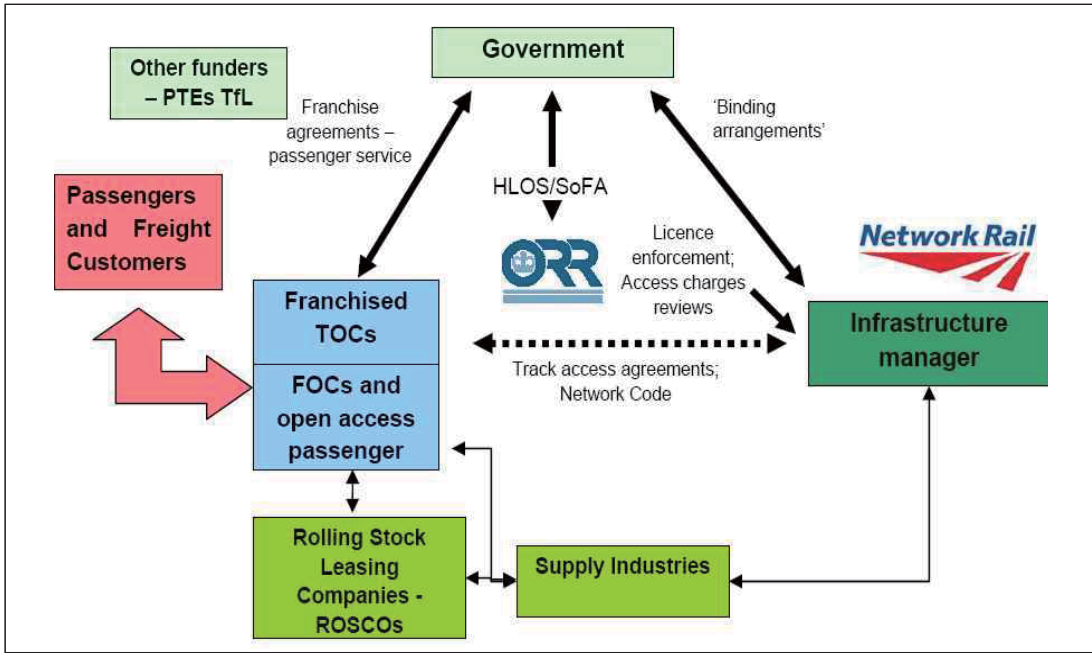 Government
Other funders
– PTEs TfL
Franchise
agreements –
passenger service
'Binding
arrangements'
HLOS/SoFA
Passengers
and Freight
Customers
ORR
Licence
enforcement;
Access charges
reviews
Network Rail
Franchised
TOCs
Infrastructure
manager
Track access agreements;
Network Code
FOCs and
open access
passenger
Rolling Stock
Leasing
Companies -
ROSCOs
Supply Industries